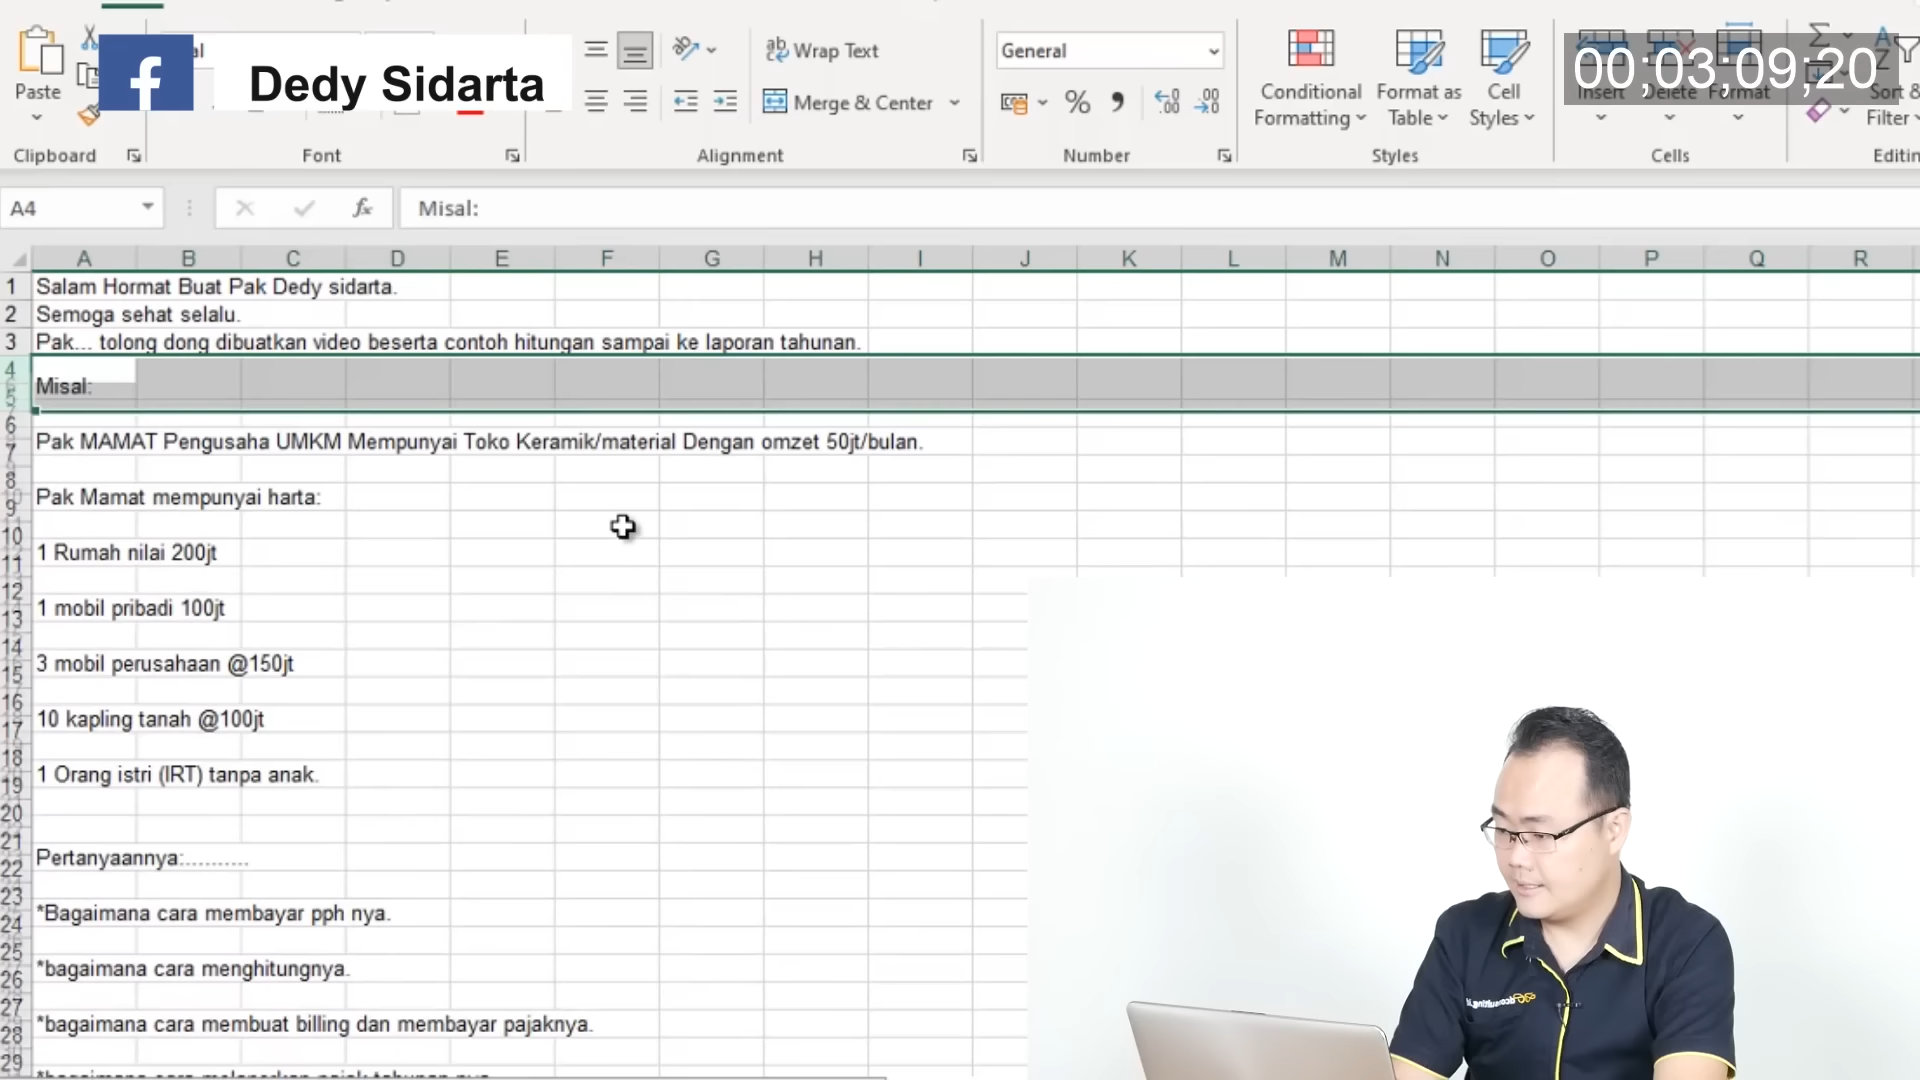 Dedy Sidarta
00;03;09;20
Wrap Text
General
Paste
Merge & Center
Conditional
Formatting
Format as
Table
Cell
Styles
Insert
Delete
Format
Sort &
Filter
Clipboard
Font
Alignment
Number
Styles
Cells
A4
fx
Misal:
A B C D E F G H I J K L M N O P Q R
1 Salam Hormat Buat Pak Dedy sidarta.
2 Semoga sehat selalu.
3 Pak... tolong dong dibuatkan video beserta contoh hitungan sampai ke laporan tahunan.
4
Misal:
5
6
Pak MAMAT Pengusaha UMKM Mempunyai Toko Keramik/material Dengan omzet 50jt/bulan.
7
8
Pak Mamat mempunyai harta:
9
10
1 Rumah nilai 200jt
11
12
1 mobil pribadi 100jt
13
14
3 mobil perusahaan @150jt
15
16
10 kapling tanah @100jt
17
18
1 Orang istri (IRT) tanpa anak.
19
20
21
Pertanyaannya:..........
22
23
*Bagaimana cara membayar pph nya.
24
25
*bagaimana cara menghitungnya.
26
27
*bagaimana cara membuat billing dan membayar pajaknya.
28
29